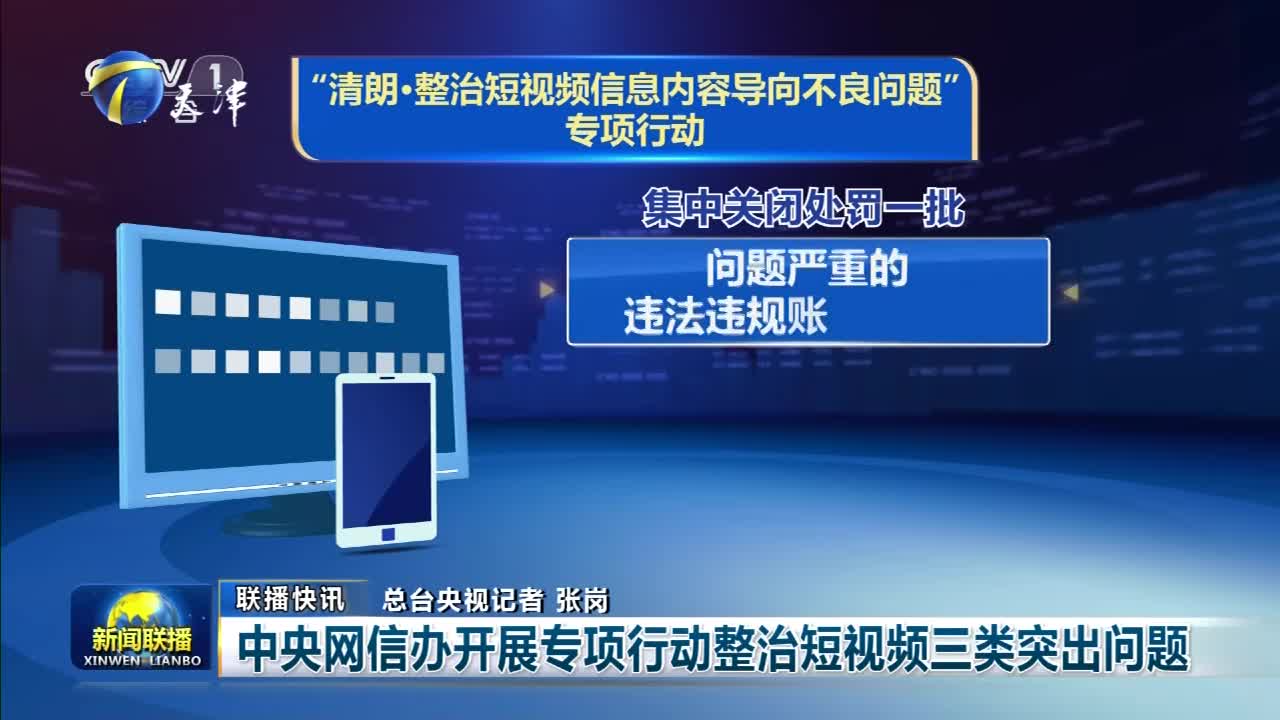 天津
1
“清朗·整治短视频信息内容导向不良问题”
专项行动
集中关闭处罚一批
问题严重的
违法违规账
联播快讯 总台央视记者 张岗
新闻联播
XINWEN LIANBO
中央网信办开展专项行动整治短视频三类突出问题